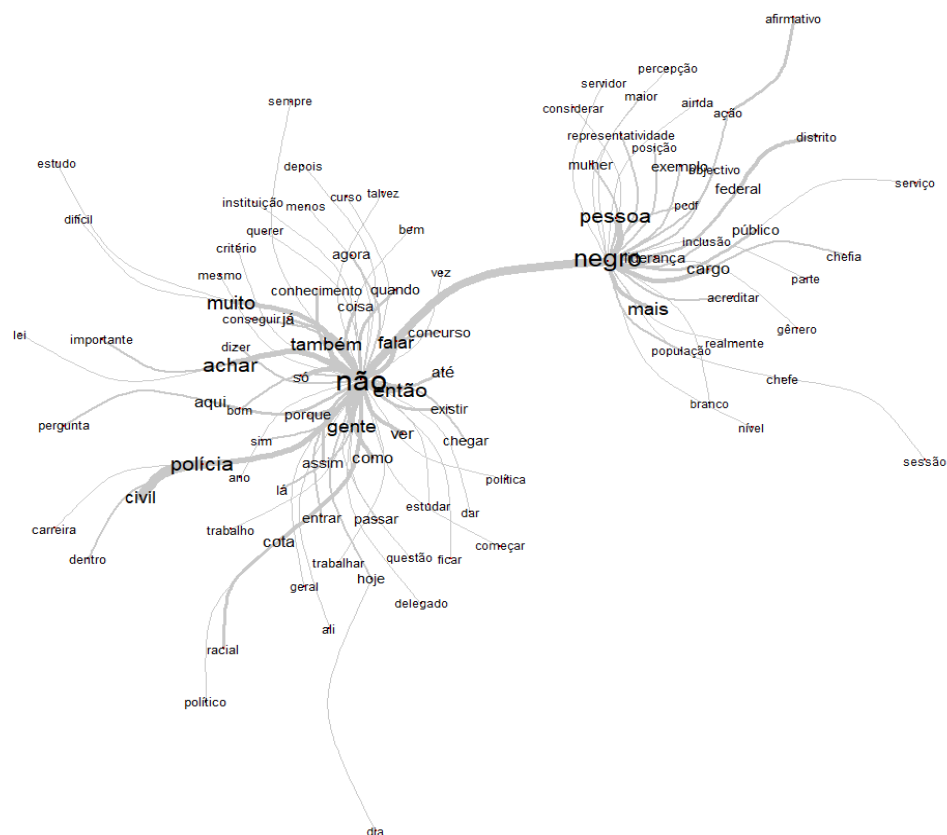 afirmativo
percepção
servidor
maior
sempre
considerar
ainda
ação
representatividade
distrito
posição
estudo
depois
mulher
exemplo
objectivo
serviço
talvez
curso
federal
instituição
menos
pessoa
pcdf
difícil
querer
bem
público
critério
agora
inclusão
negro
liderança
cargo
chefia
mesmo
vez
parte
conhecimento
quando
muito
coisa
mais
acreditar
conseguir
já
concurso
gêrrero
lei
importante
dizer
também
falar
realmente
população
achar
só
não
até
chefe
então
aqui
bom
porque
existir
branco
pergunta
gente
ver
chegar
nível
sim
polícia
assim
como
sessão
ano
política
civil
lá
estudar
dar
carreira
trabalho
entrar
passar
cota
começar
dentro
trabalhar
questão
ficar
geral
hoje
delegado
ali
racial
político
dta